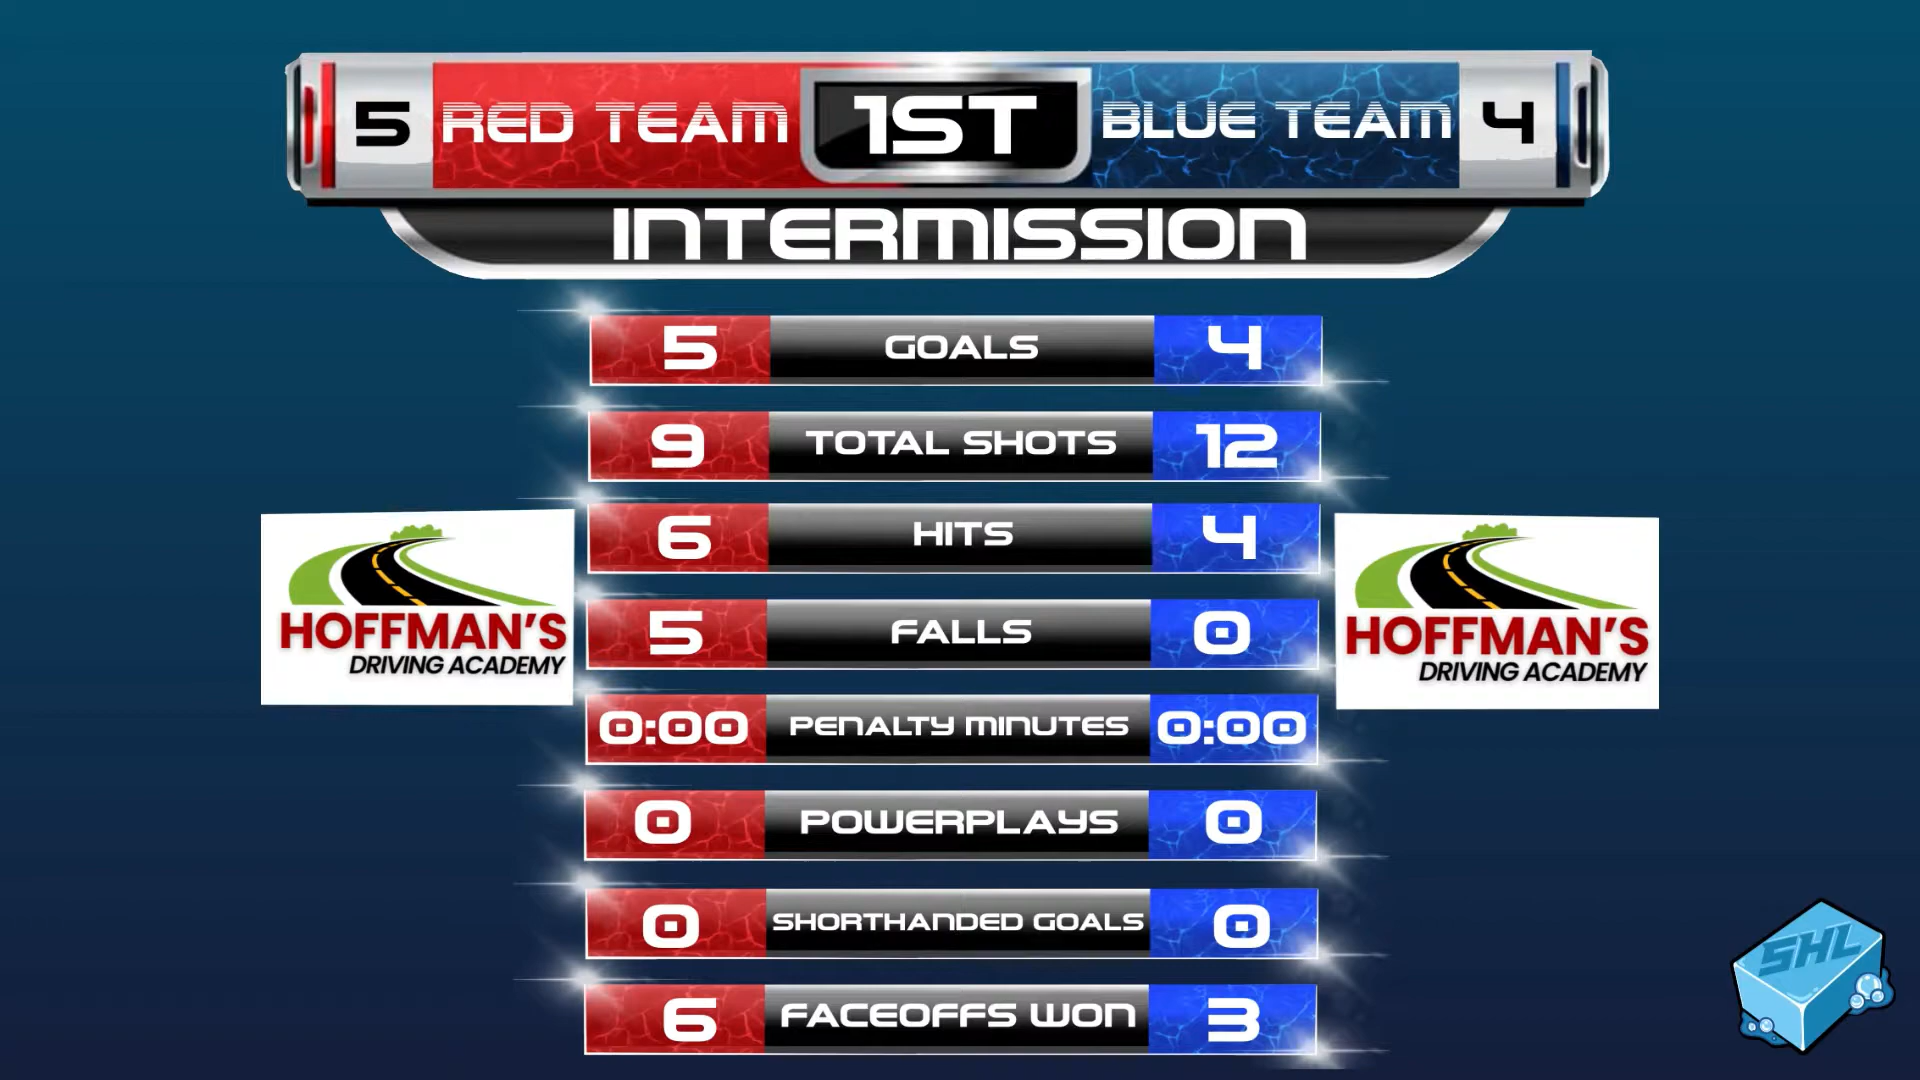 5 RED TEAM 1ST BLUE TEAM 4
INTERMISSION
5 GOALS 4
9 TOTAL SHOTS 12
6 HITS 4
5 FALLS 0
0:00 PENALTY MINUTES 0:00
0 POWERPLAYS 0
0 SHORTHANDED GOALS 0
6 FACEOFFS WON 3
HOFFMAN'S
DRIVING ACADEMY
HOFFMAN'S
DRIVING ACADEMY
SHL